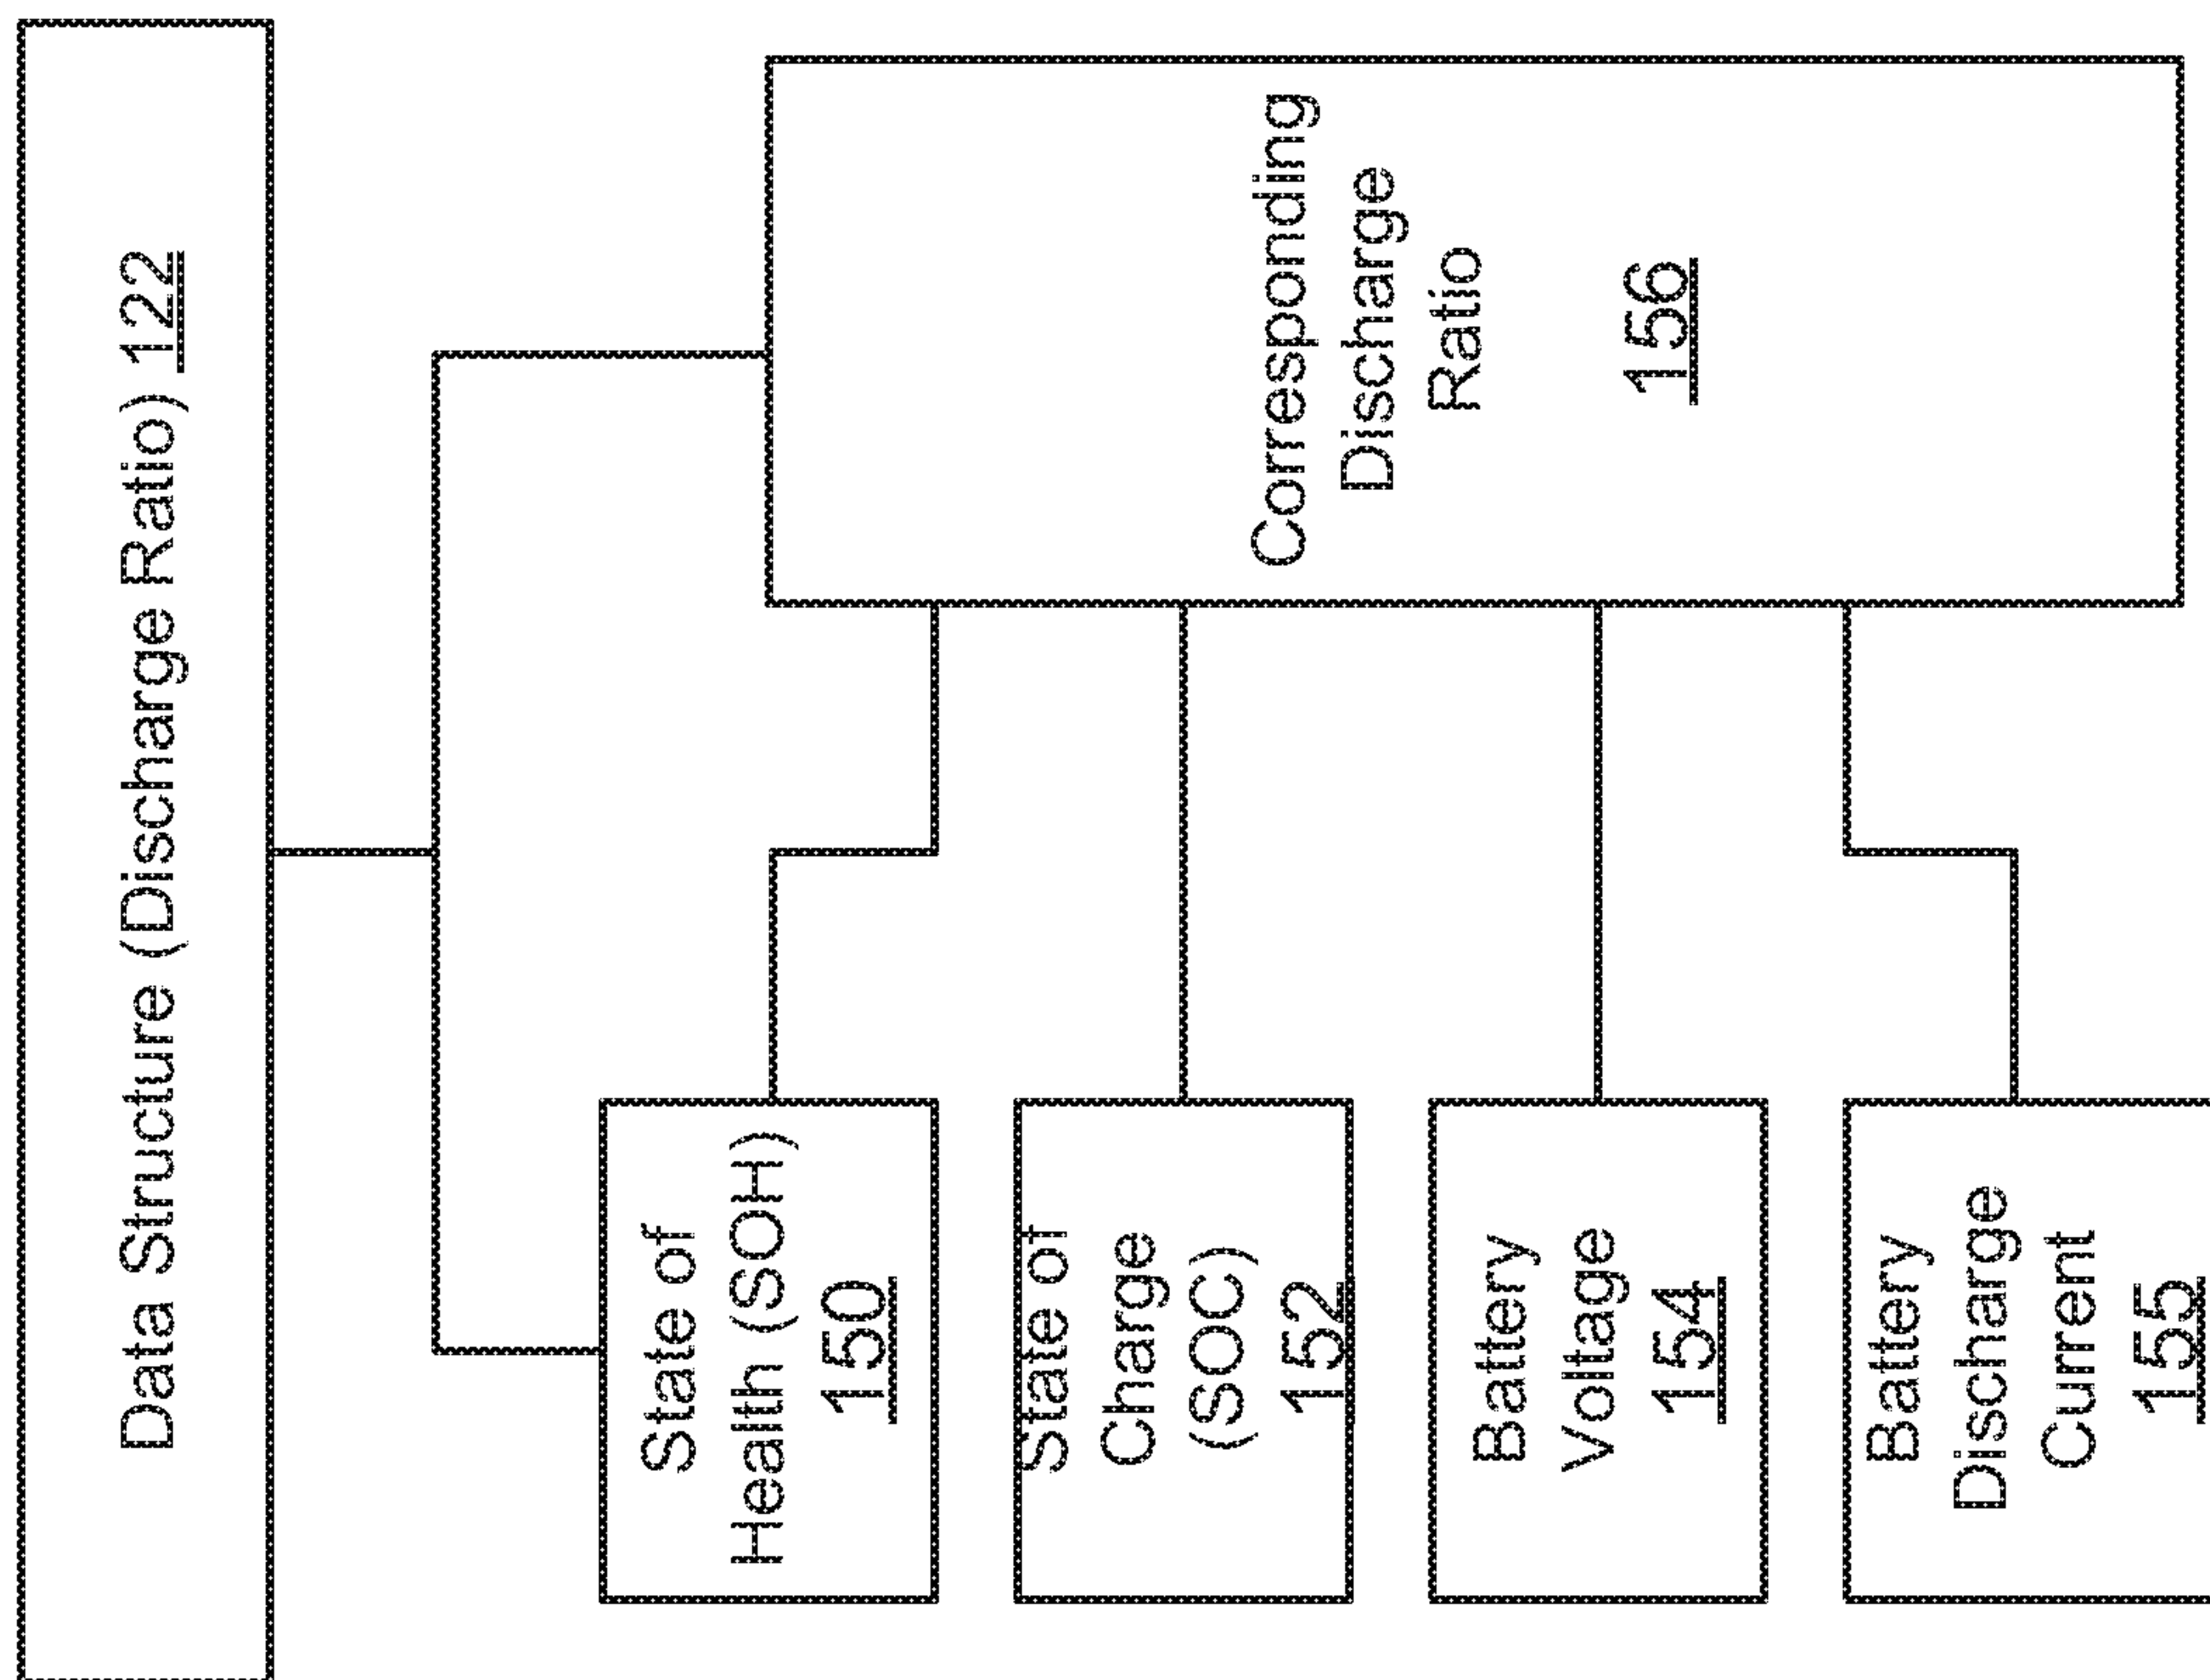 Data Structure (Discharge Ratio) 122
State of
Health (SOH)
150
State of
Charge
(SOC)
152
Battery
Voltage
154
Battery
Discharge
Current
155
Corresponding
Discharge
Ratio
156